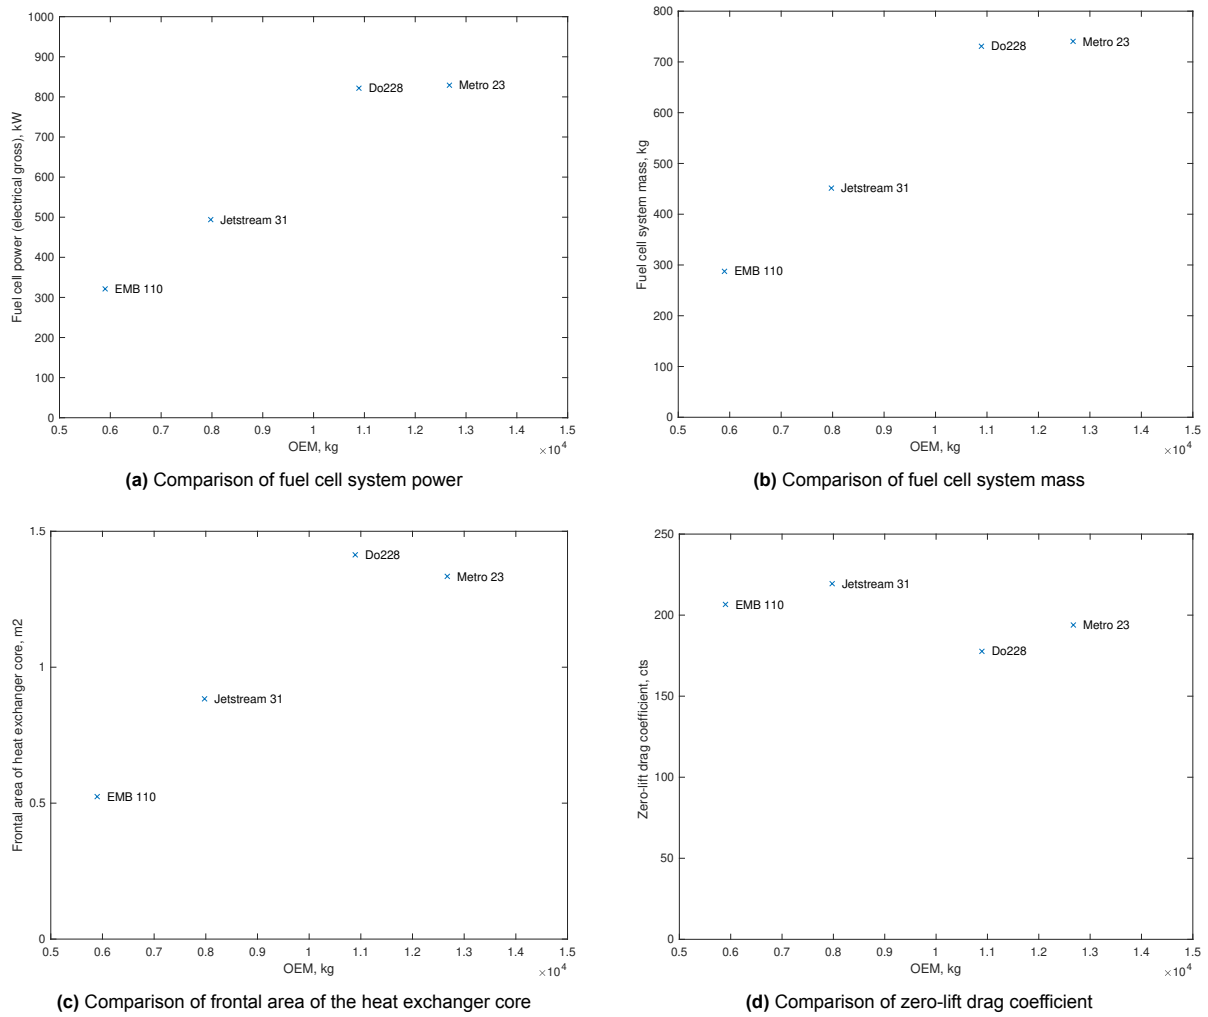 1000
900
800
700
600
500
400
300
200
100
0
Fuel cell power (electrical gross), kW
EMB 110
Jetstream 31
Do228
Metro 23
0.5 0.6 0.7 0.8 0.9 1 1.1 1.2 1.3 1.4 1.5
OEM, kg
×10⁴
(a) Comparison of fuel cell system power
800
700
600
500
400
300
200
100
0
Fuel cell system mass, kg
EMB 110
Jetstream 31
Do228
Metro 23
0.5 0.6 0.7 0.8 0.9 1 1.1 1.2 1.3 1.4 1.5
OEM, kg
×10⁴
(b) Comparison of fuel cell system mass
1.5
1
0.5
0
Frontal area of heat exchanger core, m2
EMB 110
Jetstream 31
Do228
Metro 23
0.5 0.6 0.7 0.8 0.9 1 1.1 1.2 1.3 1.4 1.5
OEM, kg
×10⁴
(c) Comparison of frontal area of the heat exchanger core
250
200
150
100
50
0
Zero-lift drag coefficient, cts
EMB 110
Jetstream 31
Do228
Metro 23
0.5 0.6 0.7 0.8 0.9 1 1.1 1.2 1.3 1.4 1.5
OEM, kg
×10⁴
(d) Comparison of zero-lift drag coefficient